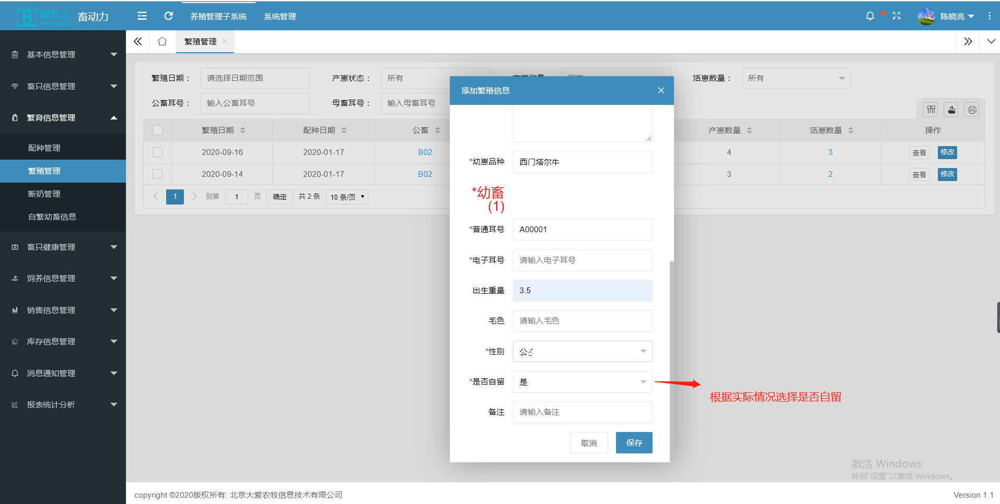 爱牧云
amorcloud
畜动力
养殖管理子系统
系统管理
陈晓亮
繁殖管理
基本信息管理
畜只信息管理
繁育信息管理
配种管理
繁殖管理
断奶管理
自繁幼畜信息
畜只健康管理
饲养信息管理
销售信息管理
库存信息管理
消息通知管理
报表统计分析
繁殖日期： 请选择日期范围 产崽状态： 所有 活崽数量： 所有
公畜耳号： 输入公畜耳号 母畜耳号： 输入母畜耳号
繁殖日期 配种日期 公畜 产崽数量 活崽数量 操作
2020-09-16 2020-01-17 B02 4 3 查看 修改
2020-09-14 2020-01-17 B02 3 2 查看 修改
1 到第 1 页 确定 共 2 条 10 条/页
添加繁殖信息
*幼崽品种 西门塔尔牛
*幼畜
(1)
*普通耳号 A00001
*电子耳号 请输入电子耳号
出生重量 3.5
毛色 请输入毛色
*性别 公♂
*是否自留 是
根据实际情况选择是否自留
备注 请输入备注
取消 保存
激活 Windows
转到"设置"以激活 Windows。
copyright ©2020版权所有: 北京大爱农牧信息技术有限公司
Version 1.1